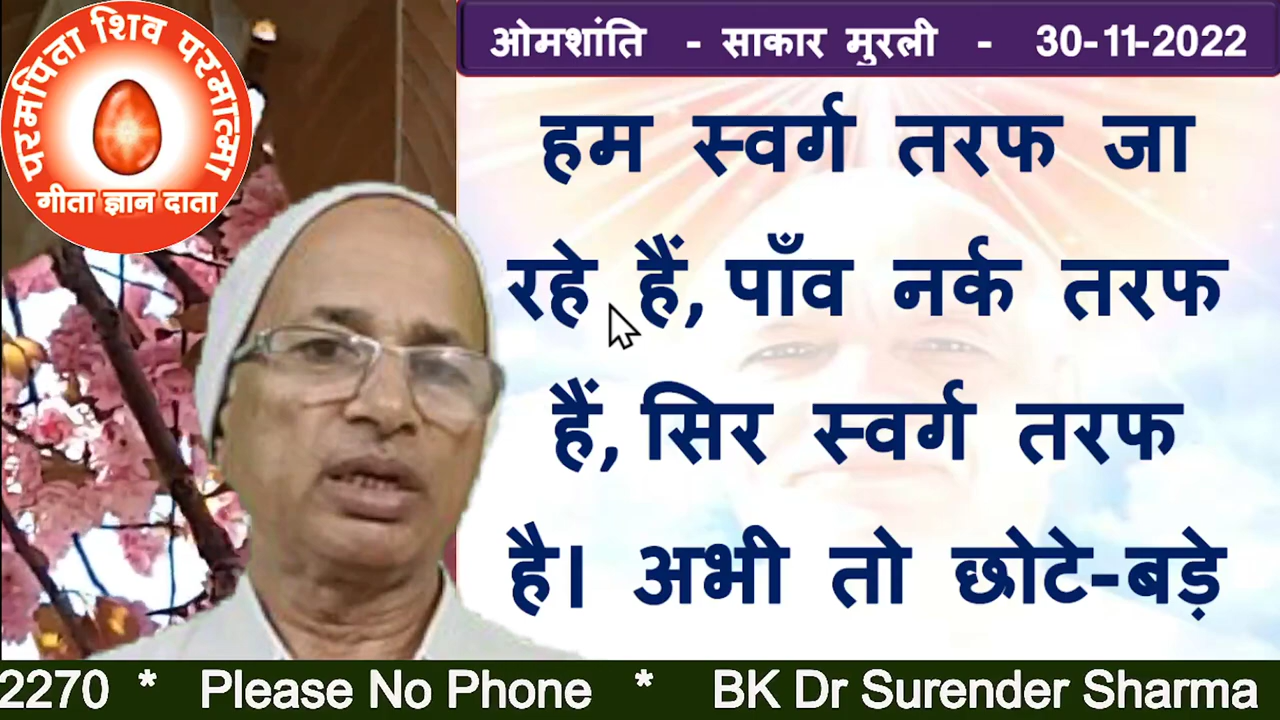 परमपिता शिव परमात्मा
गीता ज्ञान दाता
ओमशांति - साकार मुरली - 30-11-2022
हम स्वर्ग तरफ जा
रहे हैं, पाँव नर्क तरफ
हैं, सिर स्वर्ग तरफ
है। अभी तो छोटे-बड़े
2270 * Please No Phone * BK Dr Surender Sharma